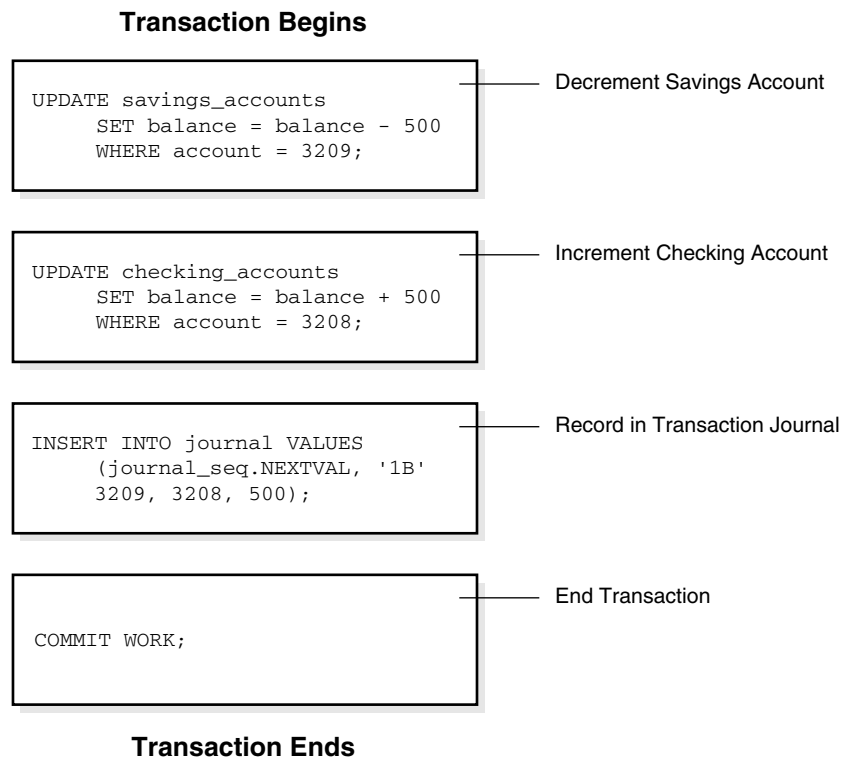 Transaction Begins
UPDATE savings_accounts
SET balance = balance - 500
WHERE account = 3209;
Decrement Savings Account
UPDATE checking_accounts
SET balance = balance + 500
WHERE account = 3208;
Increment Checking Account
INSERT INTO journal VALUES
(journal_seq.NEXTVAL, '1B'
3209, 3208, 500);
Record in Transaction Journal
COMMIT WORK;
End Transaction
Transaction Ends